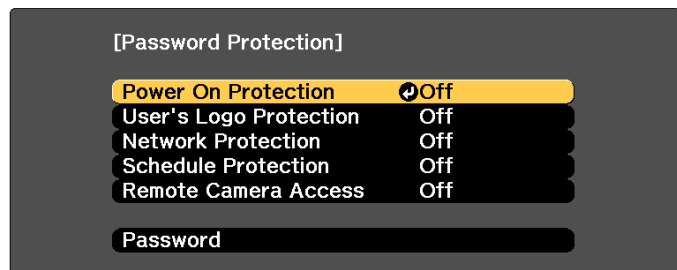 [Password Protection]
Power On Protection Off
User's Logo Protection Off
Network Protection Off
Schedule Protection Off
Remote Camera Access Off
Password